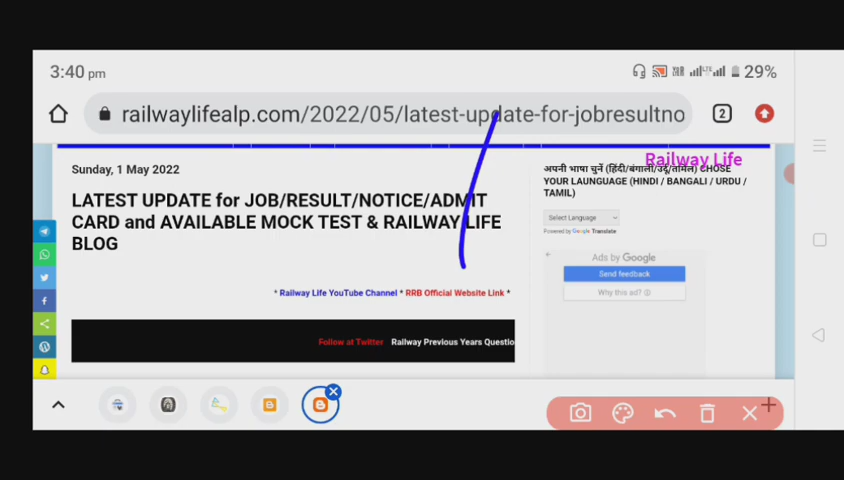 3:40 pm
29%
railwaylifealp.com/2022/05/latest-update-for-jobresultno
2
Sunday, 1 May 2022
LATEST UPDATE for JOB/RESULT/NOTICE/ADMIT
CARD and AVAILABLE MOCK TEST & RAILWAY LIFE
BLOG
* Railway Life YouTube Channel * RRB Official Website Link *
Follow at Twitter Railway Previous Years Questio
Railway Life
अपनी भाषा चुनें (हिंदी/बंगाली/उर्दू/तमिल) CHOSE
YOUR LAUNGUAGE (HINDI / BANGALI / URDU /
TAMIL)
Select Language
Powered by Google Translate
Ads by Google
Send feedback
Why this ad?